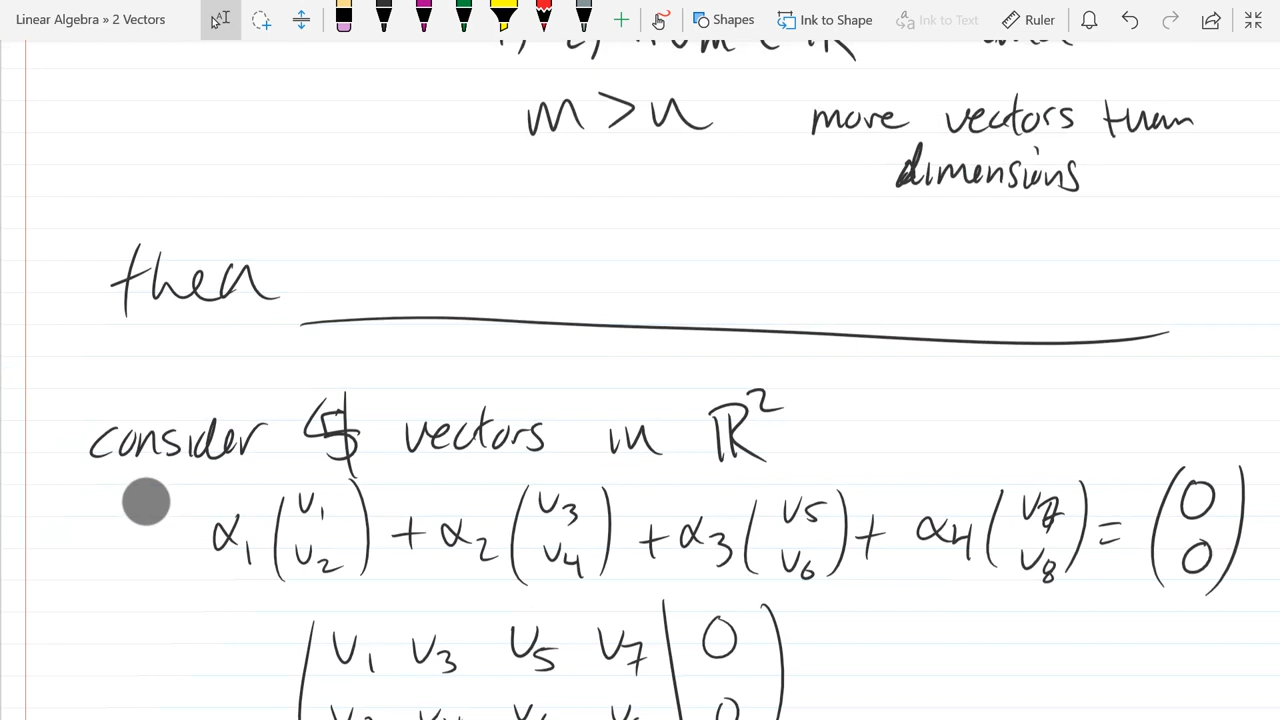 Linear Algebra » 2 Vectors
Shapes
Ink to Shape
Ink to Text
Ruler
m > n more vectors than
dimensions
then
consider 4 vectors in ℝ²
α₁(v₁ v₂) + α₂(v₃ v₄) + α₃(v₅ v₆) + α₄(v₇ v₈) = (0 0)
v₁ v₃ v₅ v₇ | 0